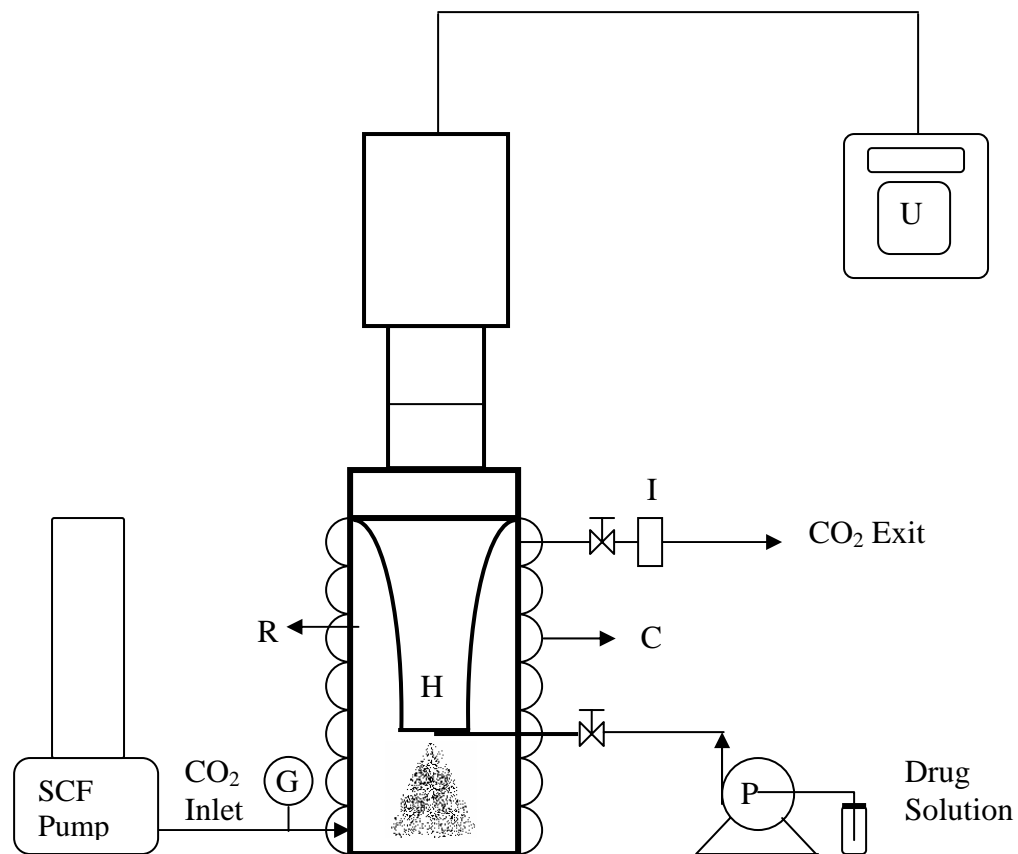 U
I
CO₂ Exit
R
C
H
CO₂
Inlet
G
SCF
Pump
P
Drug
Solution